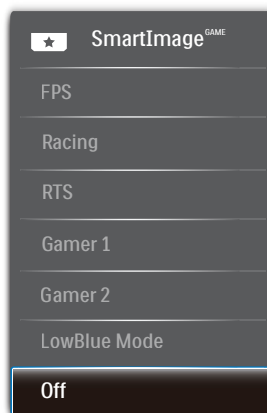 SmartImage GAME
FPS
Racing
RTS
Gamer 1
Gamer 2
LowBlue Mode
Off